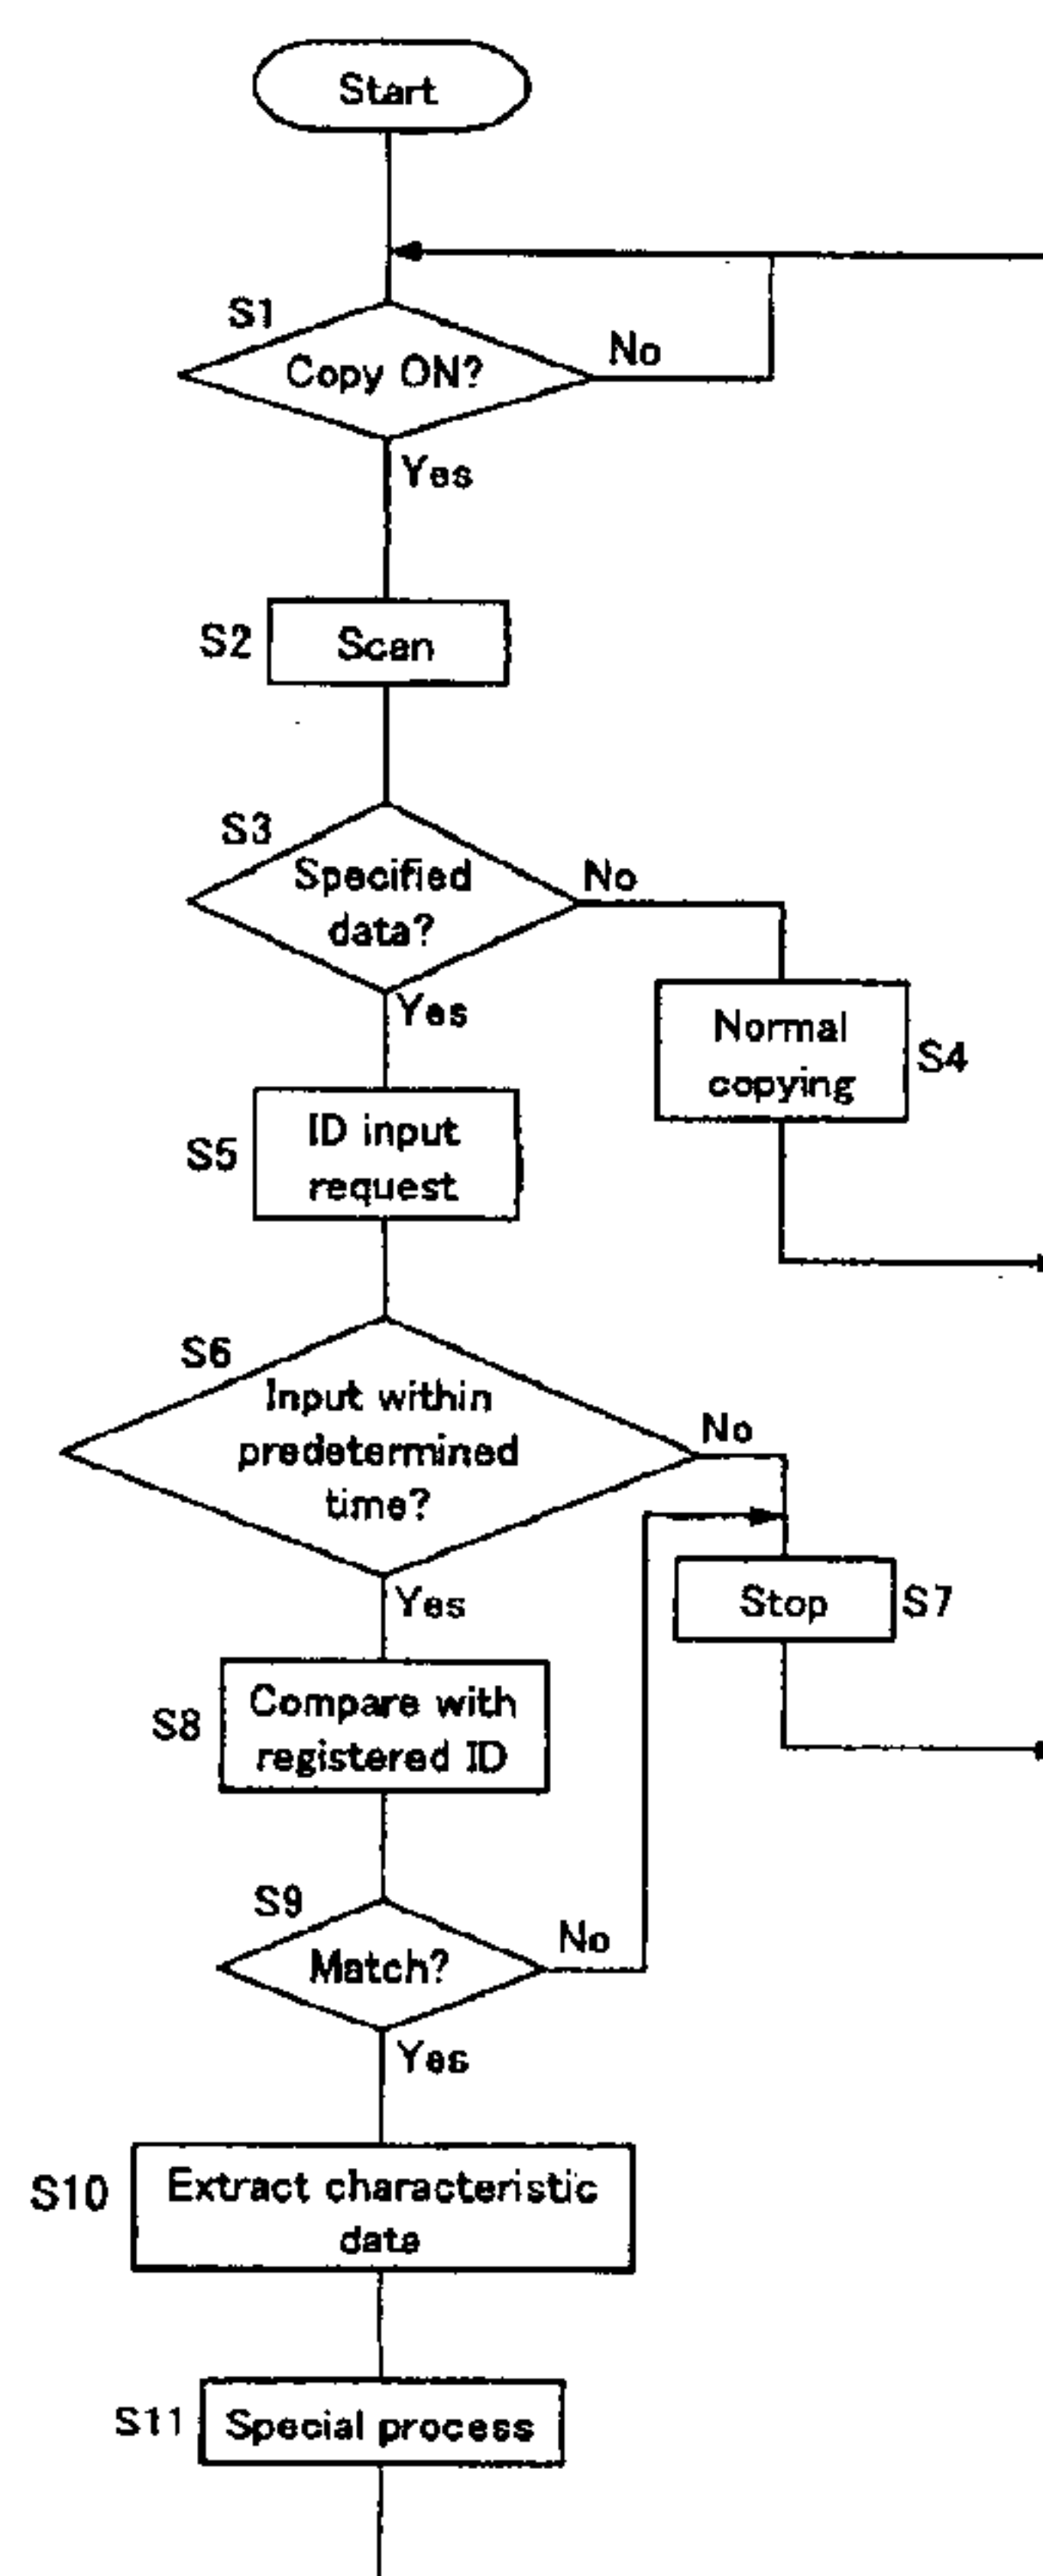 Start
S1
Copy ON?
No
Yes
S2
Scan
S3
Specified
data?
No
Yes
Normal
copying
S4
S5
ID input
request
S6
Input within
predetermined
time?
No
Yes
Stop
S7
S8
Compare with
registered ID
S9
Match?
No
Yes
S10
Extract characteristic
data
S11
Special process